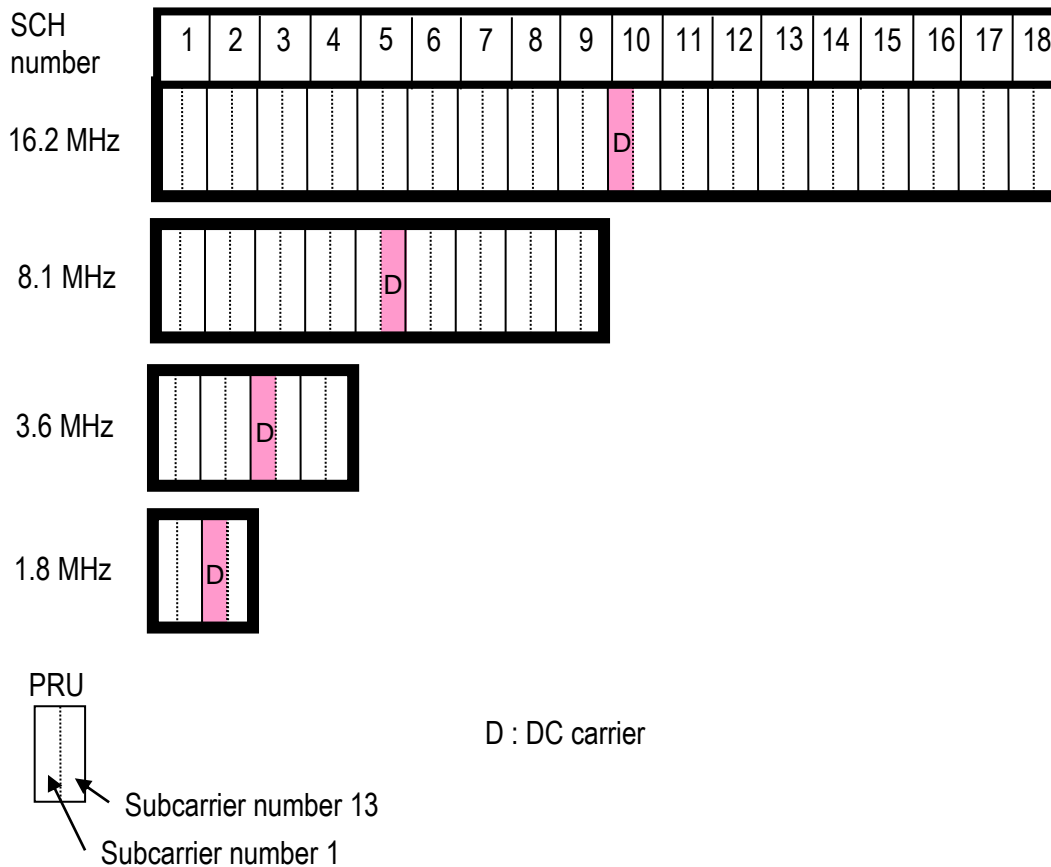 SCH
number
1 2 3 4 5 6 7 8 9 10 11 12 13 14 15 16 17 18
16.2 MHz
D
8.1 MHz
D
3.6 MHz
D
1.8 MHz
D
PRU
D : DC carrier
Subcarrier number 13
Subcarrier number 1